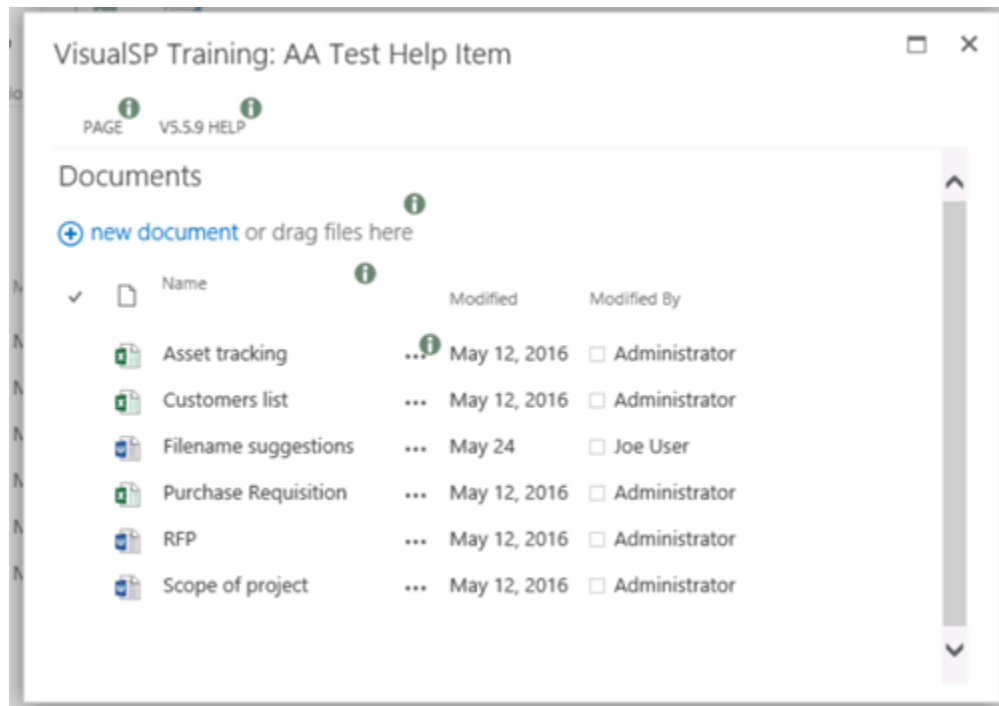 VisualSP Training: AA Test Help Item
PAGE V5.5.9 HELP
Documents
new document or drag files here
Name Modified Modified By
Asset tracking ... May 12, 2016 Administrator
Customers list ... May 12, 2016 Administrator
Filename suggestions ... May 24 Joe User
Purchase Requisition ... May 12, 2016 Administrator
RFP ... May 12, 2016 Administrator
Scope of project ... May 12, 2016 Administrator